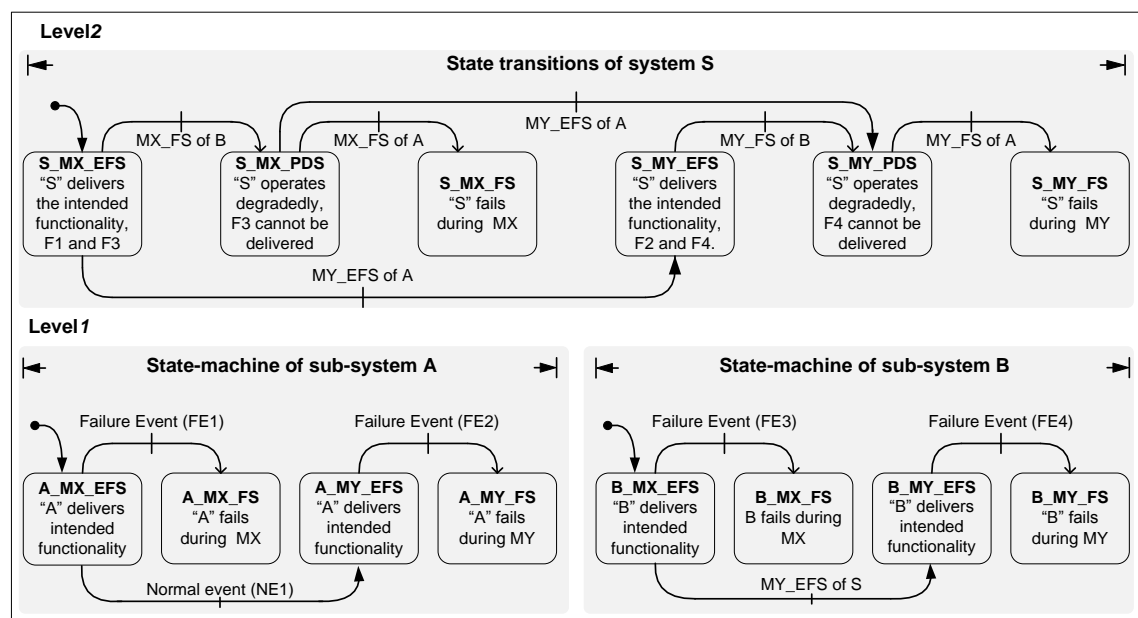 Level2
State transitions of system S
MX_FS of B
MX_FS of A
MY_EFS of A
MY_FS of B
MY_FS of A
S_MX_EFS
“S” delivers
the intended
functionality,
F1 and F3
S_MX_PDS
“S” operates
degradedly,
F3 cannot be
delivered
S_MX_FS
“S” fails
during MX
S_MY_EFS
“S” delivers
the intended
functionality,
F2 and F4.
S_MY_PDS
“S” operates
degradedly,
F4 cannot be
delivered
S_MY_FS
“S” fails
during MY
MY_EFS of A
Level1
State-machine of sub-system A
Failure Event (FE1)
Failure Event (FE2)
A_MX_EFS
“A” delivers
intended
functionality
A_MX_FS
“A” fails
during MX
A_MY_EFS
“A” delivers
intended
functionality
A_MY_FS
“A” fails
during MY
Normal event (NE1)
State-machine of sub-system B
Failure Event (FE3)
Failure Event (FE4)
B_MX_EFS
“B” delivers
intended
functionality
B_MX_FS
B fails during
MX
B_MY_EFS
“B” delivers
intended
functionality
B_MY_FS
“B” fails
during MY
MY_EFS of S